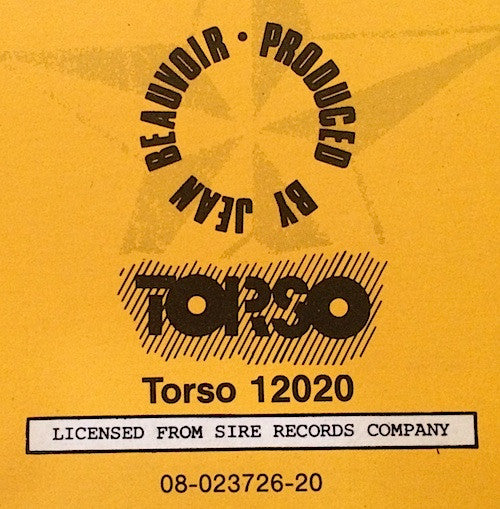 PRODUCED BY JEAN BEAUVOIR •
TORSO
Torso 12020
LICENSED FROM SIRE RECORDS COMPANY
08-023726-20